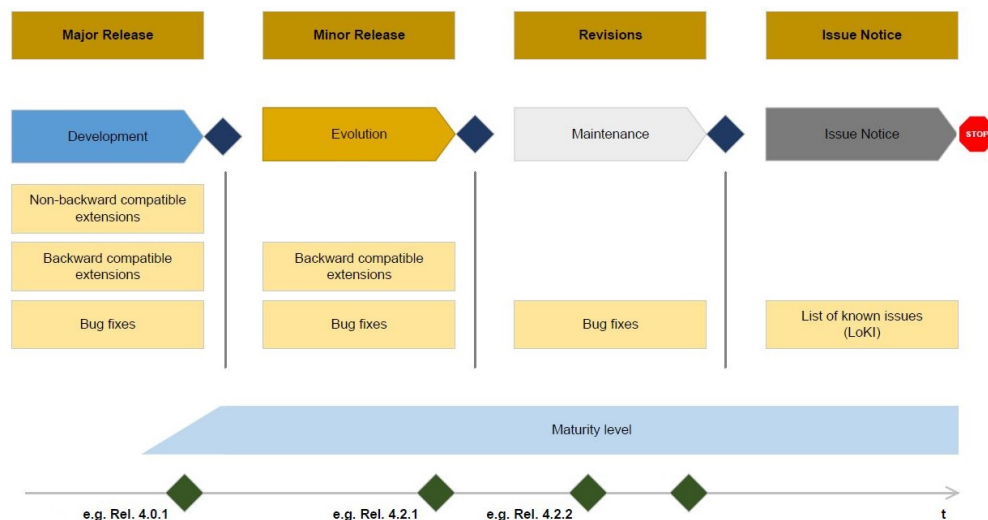 Major Release
Minor Release
Revisions
Issue Notice
Development
Evolution
Maintenance
Issue Notice
STOP
Non-backward compatible
extensions
Backward compatible
extensions
Backward compatible
extensions
Bug fixes
Bug fixes
Bug fixes
List of known issues
(LoKI)
Maturity level
e.g. Rel. 4.0.1
e.g. Rel. 4.2.1
e.g. Rel. 4.2.2
t